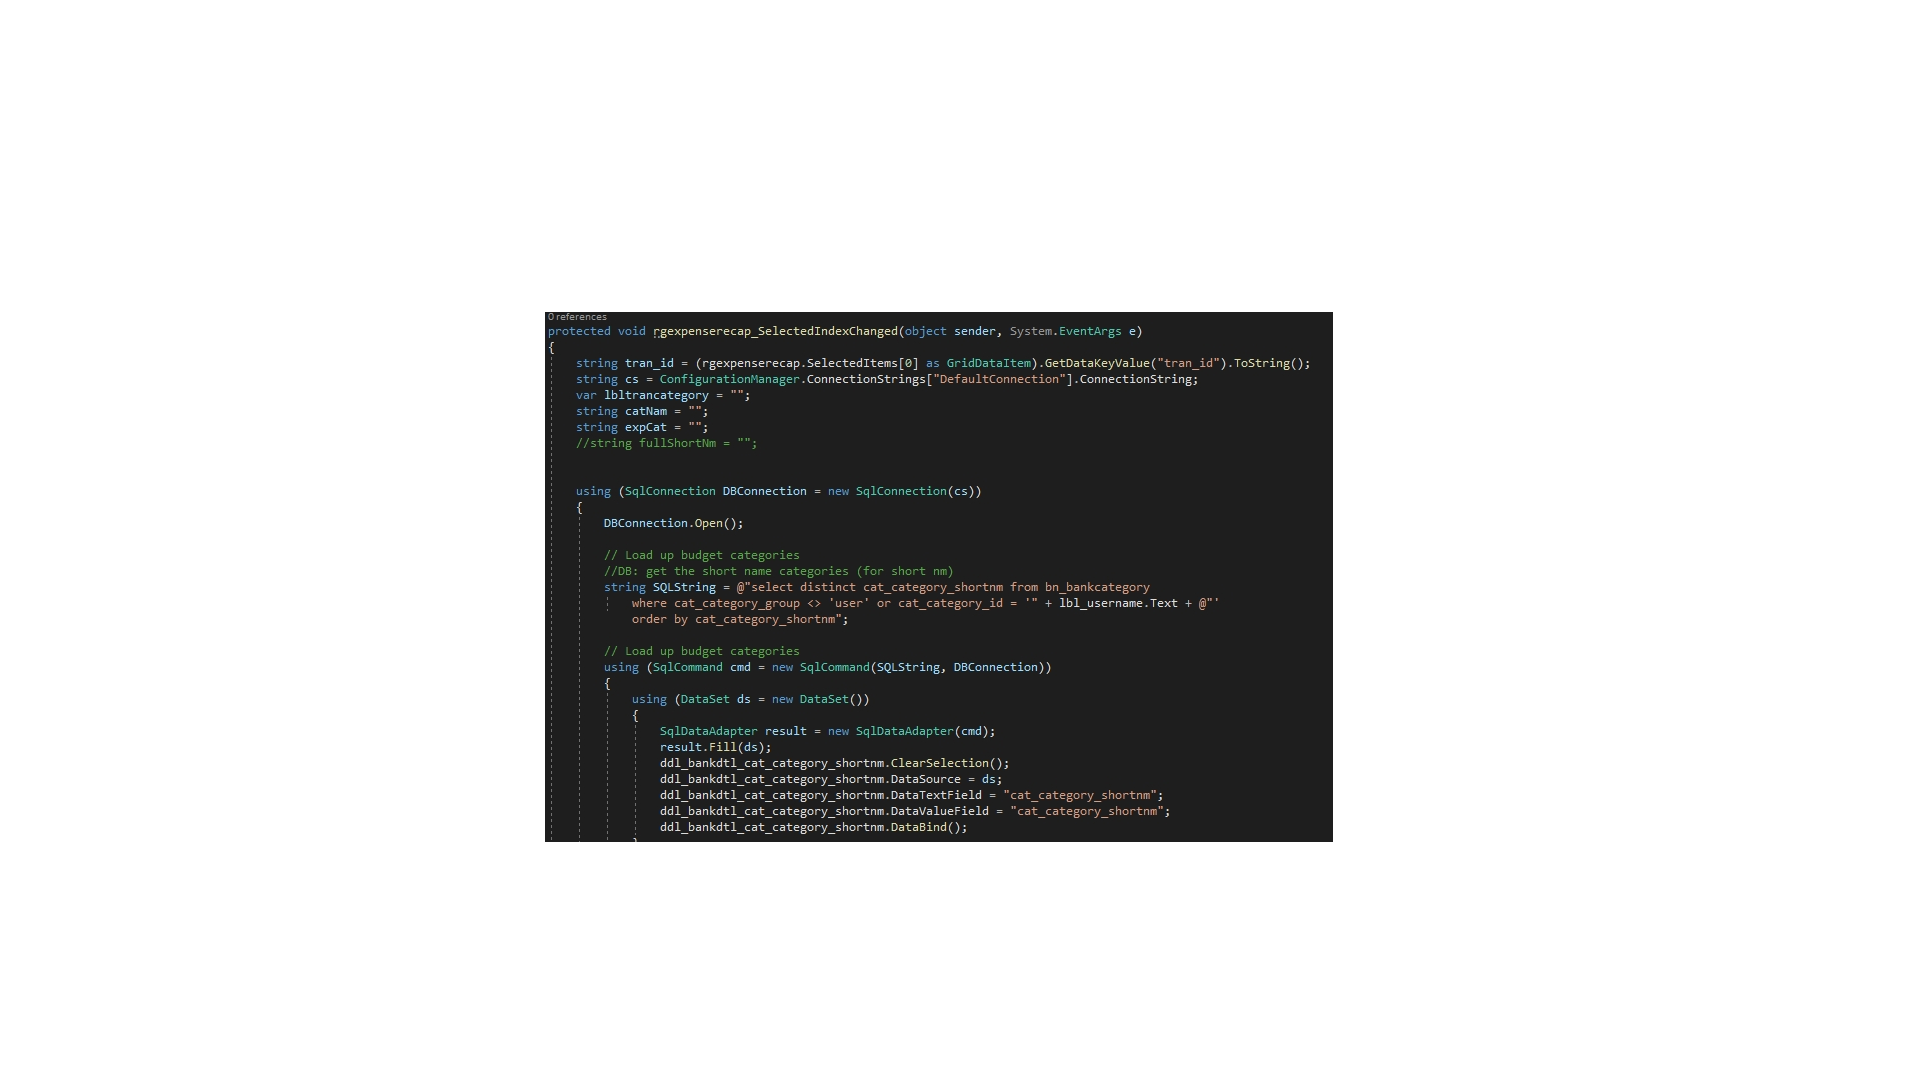 0 references
protected void rgexpenserecap_SelectedIndexChanged(object sender, System.EventArgs e)
{
string tran_id = (rgexpenserecap.SelectedItems[0] as GridDataItem).GetDataKeyValue("tran_id").ToString();
string cs = ConfigurationManager.ConnectionStrings["DefaultConnection"].ConnectionString;
var lbltrancategory = "";
string catNam = "";
string expCat = "";
//string fullShortNm = "";
using (SqlConnection DBConnection = new SqlConnection(cs))
{
DBConnection.Open();
// Load up budget categories
//DB: get the short name categories (for short nm)
string SQLString = @"select distinct cat_category_shortnm from bn_bankcategory
where cat_category_group <> 'user' or cat_category_id = '" + lbl_username.Text + @"'
order by cat_category_shortnm";
// Load up budget categories
using (SqlCommand cmd = new SqlCommand(SQLString, DBConnection))
{
using (DataSet ds = new DataSet())
{
SqlDataAdapter result = new SqlDataAdapter(cmd);
result.Fill(ds);
ddl_bankdtl_cat_category_shortnm.ClearSelection();
ddl_bankdtl_cat_category_shortnm.DataSource = ds;
ddl_bankdtl_cat_category_shortnm.DataTextField = "cat_category_shortnm";
ddl_bankdtl_cat_category_shortnm.DataValueField = "cat_category_shortnm";
ddl_bankdtl_cat_category_shortnm.DataBind();